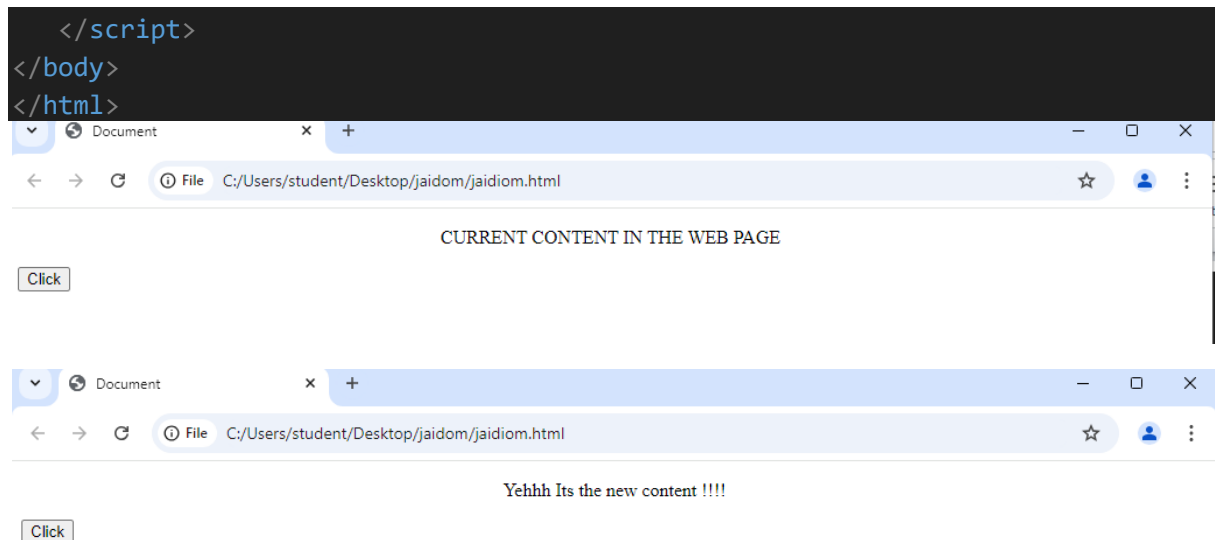 </script>
</body>
</html>
Document
File C:/Users/student/Desktop/jaidom/jaidiom.html
CURRENT CONTENT IN THE WEB PAGE
Click
Document
File C:/Users/student/Desktop/jaidom/jaidiom.html
Yehhh Its the new content !!!!
Click